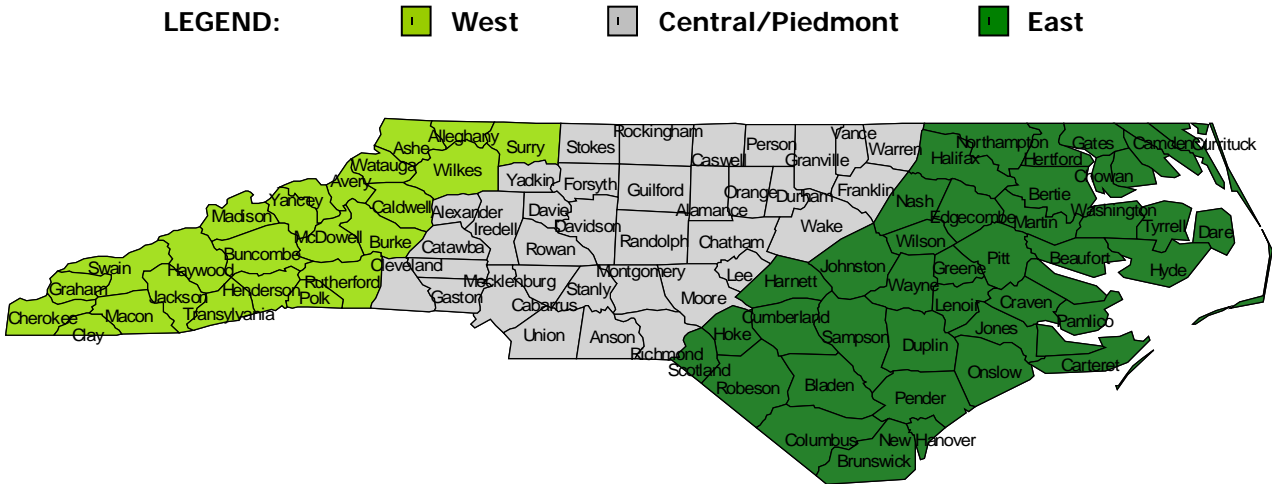 LEGEND: West Central/Piedmont East
Rockingham Vance
Alleghany Northampton Gates Camden Currituck
Ashe Surry Stokes Person Warren
Caswell Granville Halifax Hertford
Watauga Wilkes Chowan
Avery Yadkin Forsyth Guilford Orange Durham Franklin Bertie
Yancey Caldwell Alexander Davie Alamance Nash Edgecombe Martin Washington
Madison Iredell Davidson Wake Tyrrell Dare
McDowell Burke Catawba Rowan Randolph Chatham Wilson
Buncombe Pitt Beaufort
Swain Haywood Cleveland Montgomery Lee Johnston Greene Hyde
Graham Henderson Rutherford Mecklenburg Stanly Harnett Wayne
Jackson Polk Gaston Cabarrus Moore Lenoir Craven
Cherokee Macon Transylvania Cumberland Pamlico
Clay Union Anson Hoke Sampson Duplin Jones
Richmond Scotland Onslow Carteret
Robeson Bladen Pender
Columbus New Hanover
Brunswick